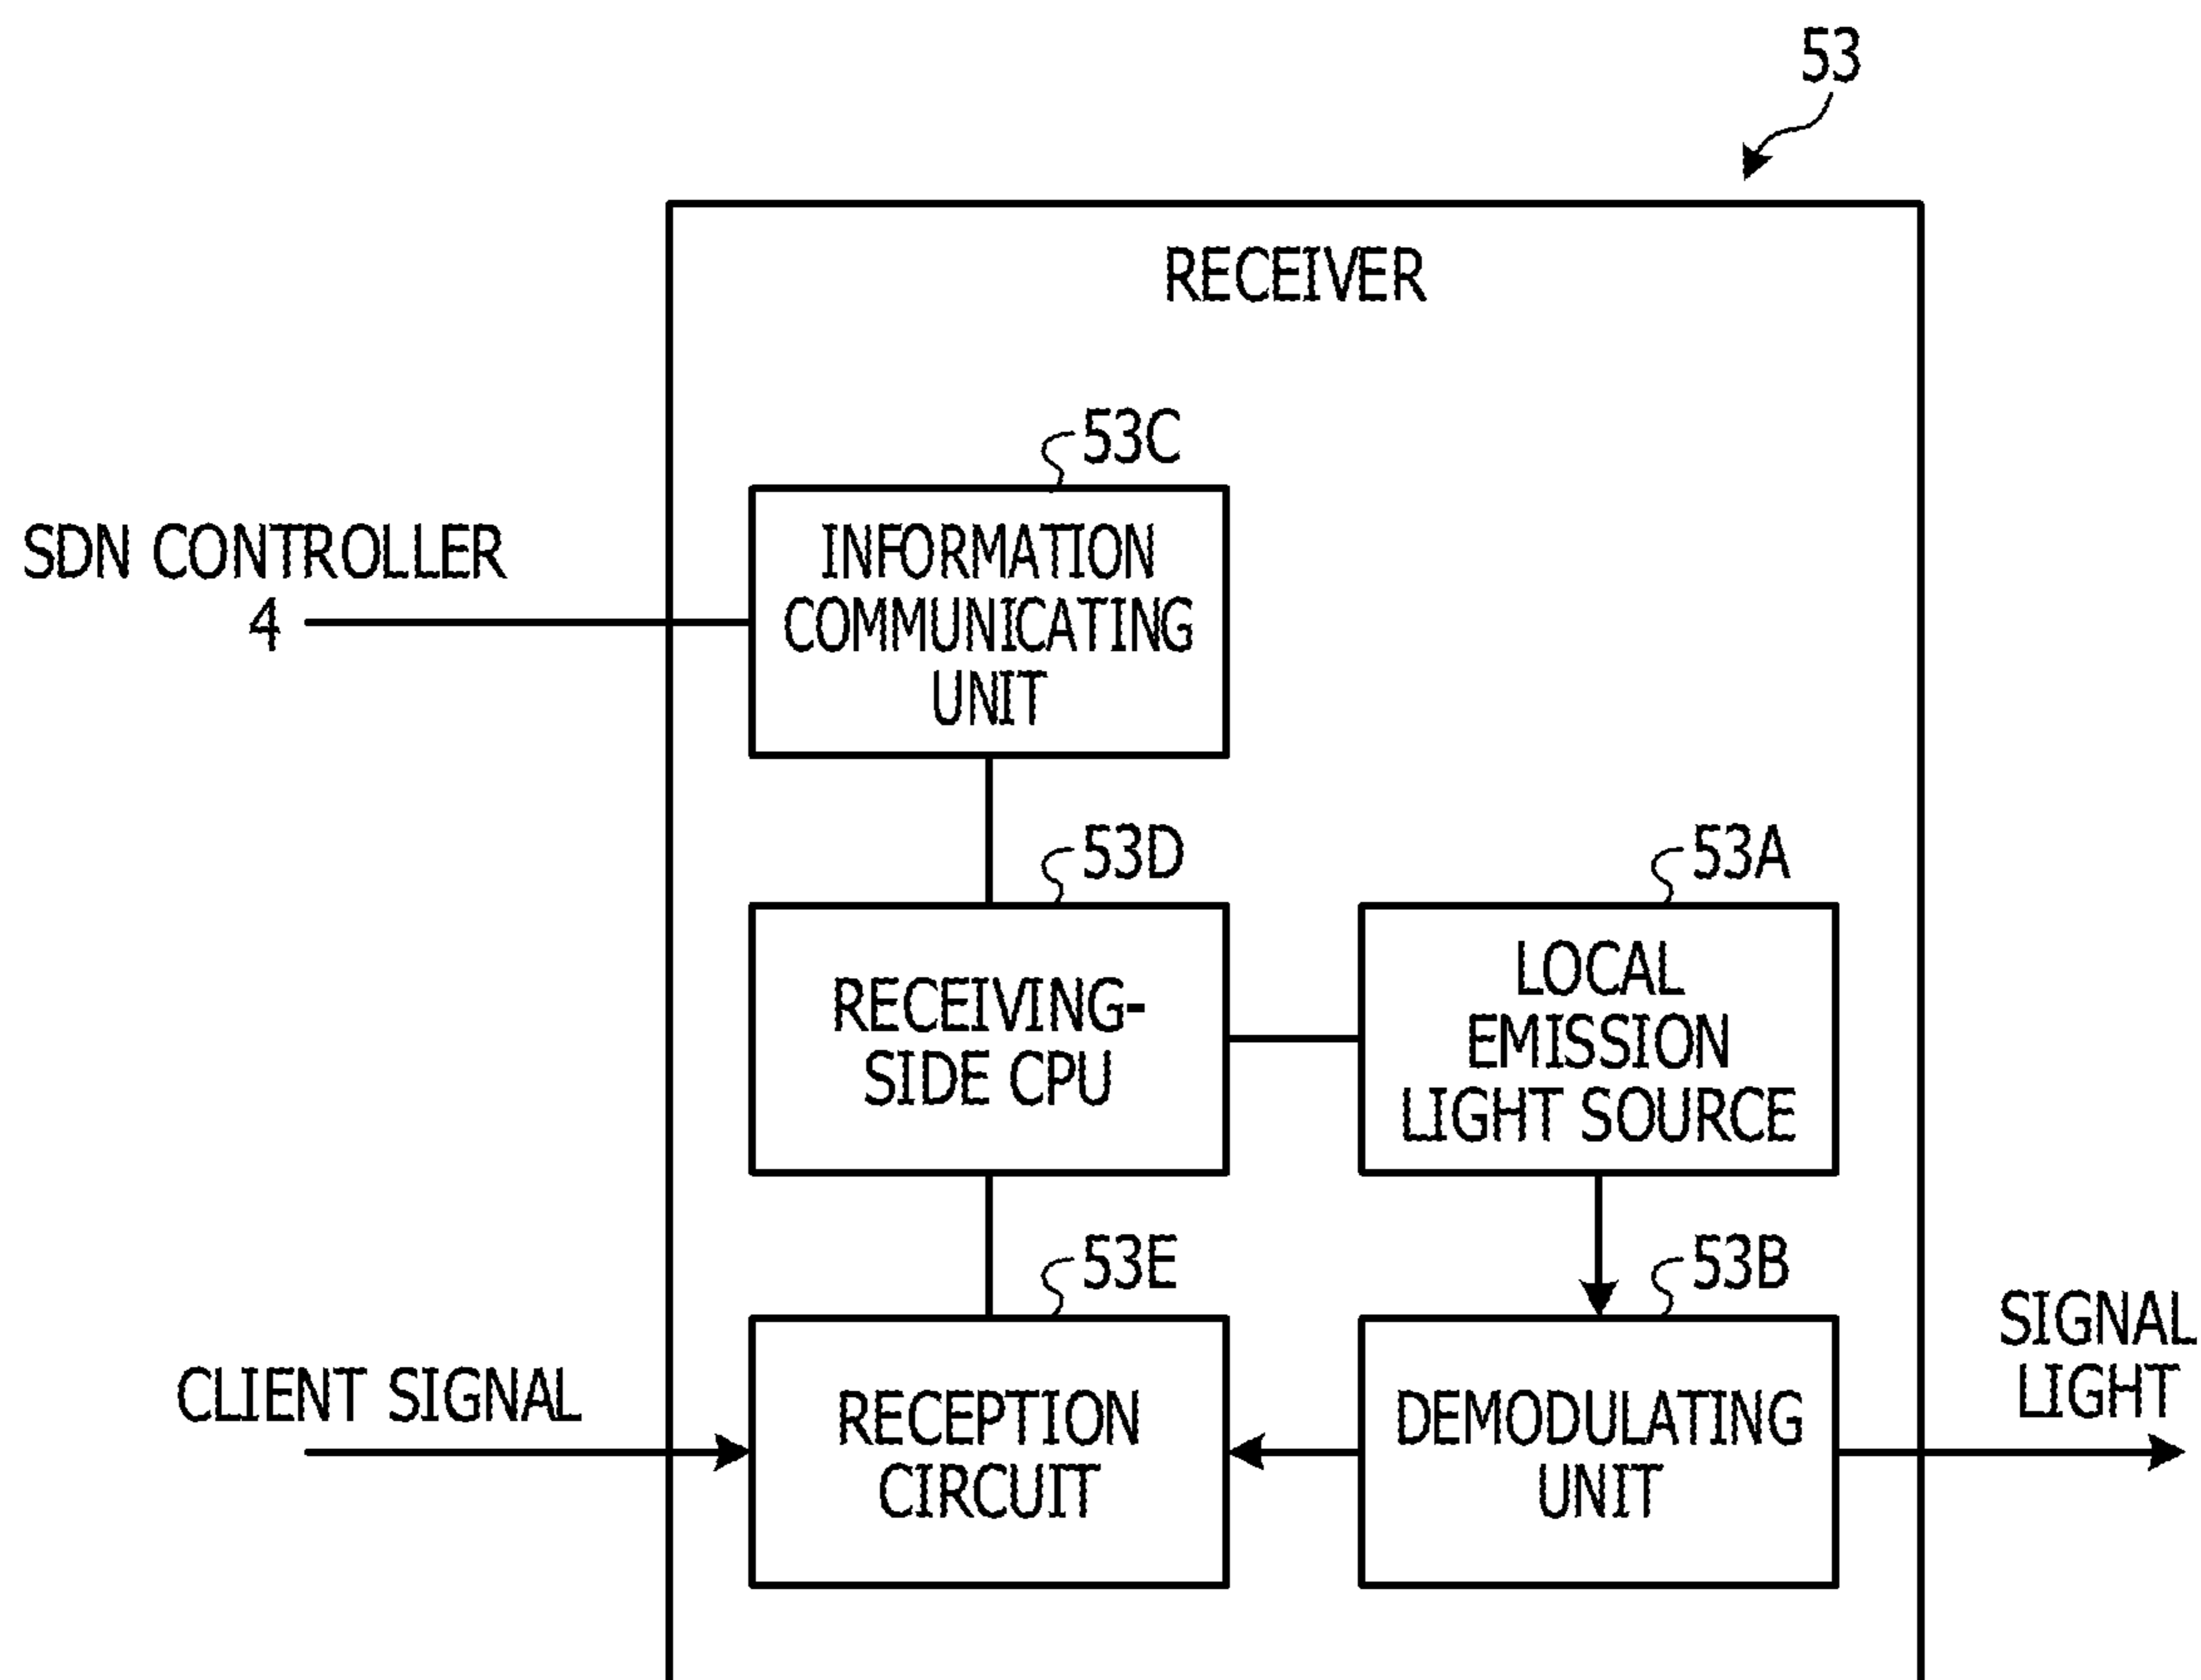 53
RECEIVER
53C
SDN CONTROLLER
4
INFORMATION
COMMUNICATING
UNIT
53D
RECEIVING-
SIDE CPU
53A
LOCAL
EMISSION
LIGHT SOURCE
53E
53B
CLIENT SIGNAL
RECEPTION
CIRCUIT
DEMODULATING
UNIT
SIGNAL
LIGHT